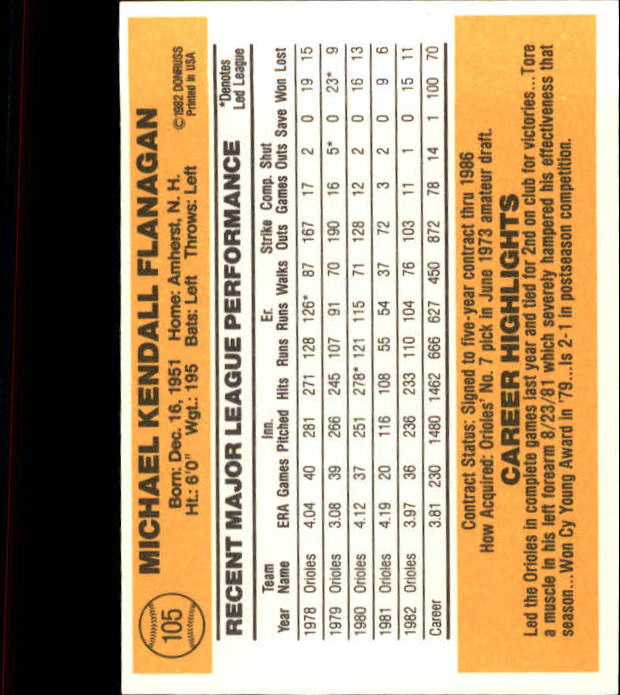 105
MICHAEL KENDALL FLANAGAN
Born: Dec. 16, 1951 Home: Amherst, N. H.
Ht.: 6'0" Wgt.: 195 Bats: Left Throws: Left
©1982 DONRUSS
Printed in USA
RECENT MAJOR LEAGUE PERFORMANCE
*Denotes
Led League
Team Inn. Er. Strike Comp. Shut
Year Name ERA Games Pitched Hits Runs Runs Walks Outs Games Outs Save Won Lost
1978 Orioles 4.04 40 281 271 128 126* 87 167 17 2 0 19 15
1979 Orioles 3.08 39 266 245 107 91 70 190 16 5* 0 23* 9
1980 Orioles 4.12 37 251 278* 121 115 71 128 12 2 0 16 13
1981 Orioles 4.19 20 116 108 55 54 37 72 3 2 0 9 6
1982 Orioles 3.97 36 236 233 110 104 76 103 11 1 0 15 11
Career 3.81 230 1480 1462 666 627 450 872 78 14 1 100 70
Contract Status: Signed to five-year contract thru 1986
How Acquired: Orioles' No. 7 pick in June 1973 amateur draft.
CAREER HIGHLIGHTS
Led the Orioles in complete games last year and tied for 2nd on club for victories...Tore
a muscle in his left forearm 8/23/81 which severely hampered his effectiveness that
season...Won Cy Young Award in '79...Is 2-1 in postseason competition.